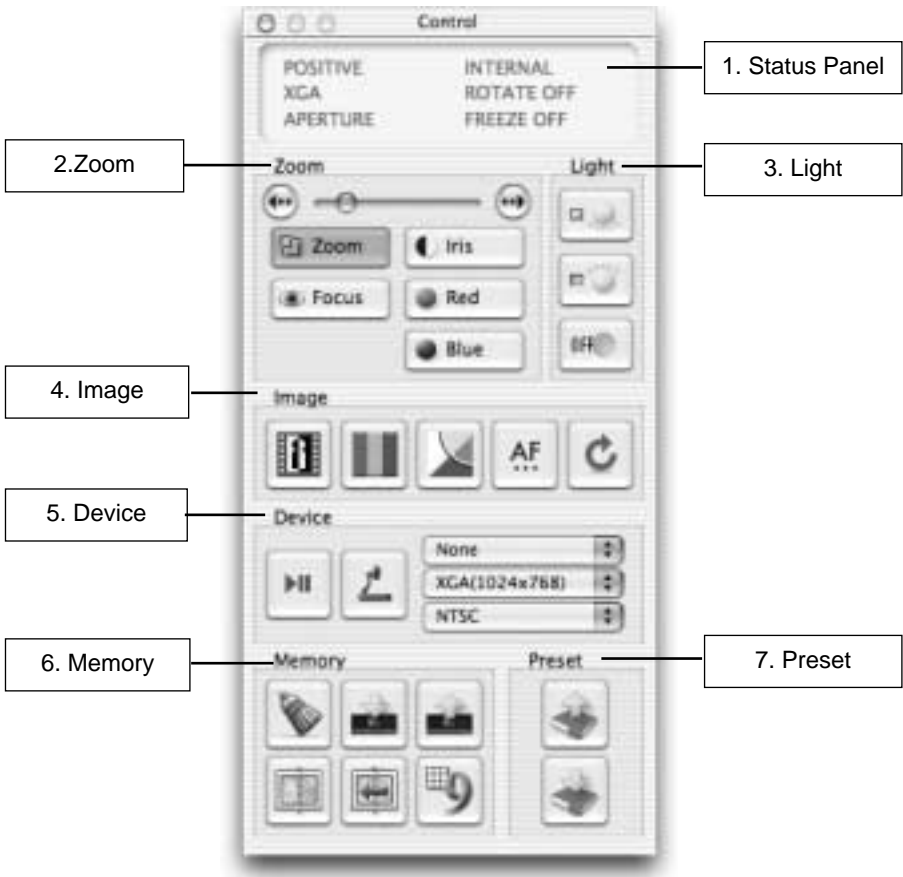 Control
POSITIVE INTERNAL
XGA ROTATE OFF
APERTURE FREEZE OFF
1. Status Panel
2.Zoom
Zoom
Light
3. Light
Zoom
Iris
Focus
Red
Blue
OFF
4. Image
Image
AF
5. Device
Device
None
XGA(1024x768)
NTSC
6. Memory
Memory
Preset
7. Preset
9